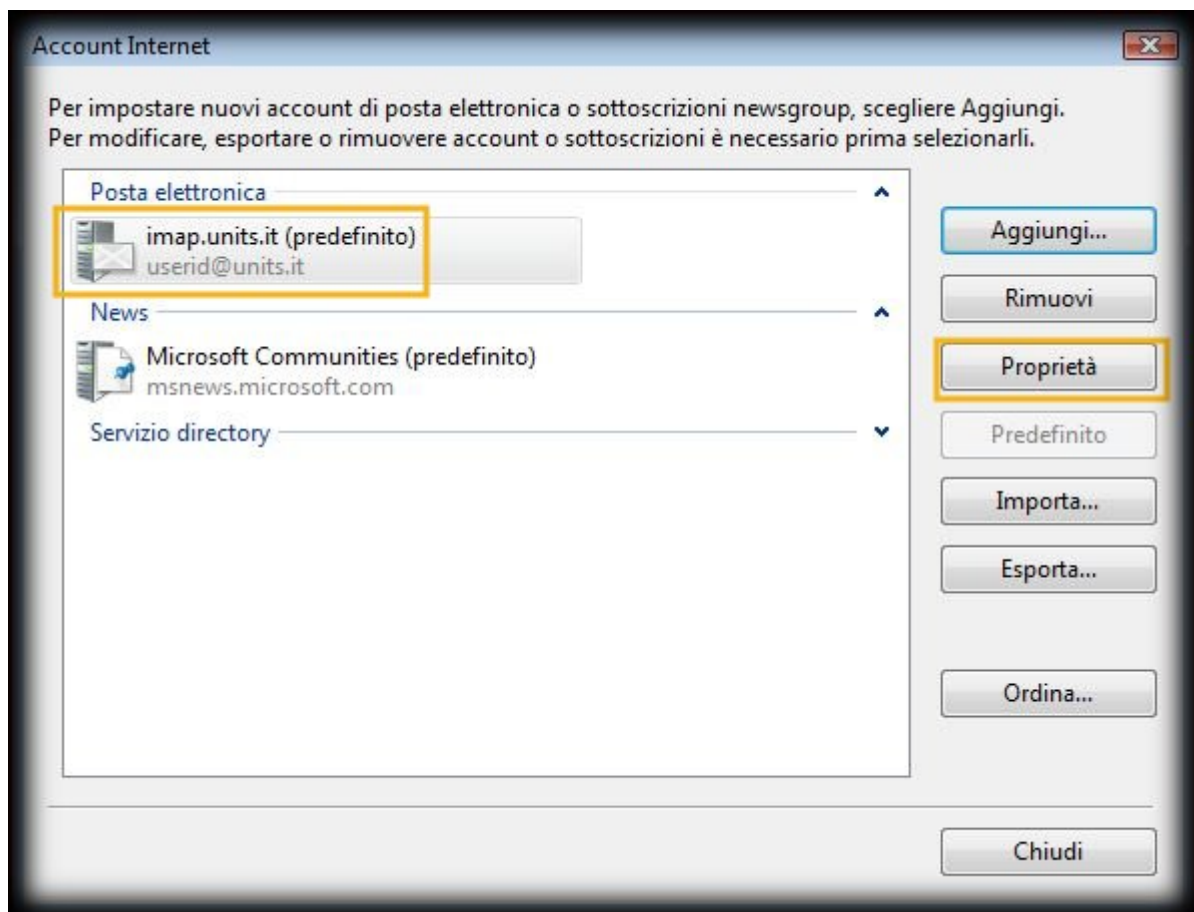 Account Internet
Per impostare nuovi account di posta elettronica o sottoscrizioni newsgroup, scegliere Aggiungi.
Per modificare, esportare o rimuovere account o sottoscrizioni è necessario prima selezionarli.
Posta elettronica
imap.units.it (predefinito)
userid@units.it
News
Microsoft Communities (predefinito)
msnews.microsoft.com
Servizio directory
Aggiungi...
Rimuovi
Proprietà
Predefinito
Importa...
Esporta...
Ordina...
Chiudi